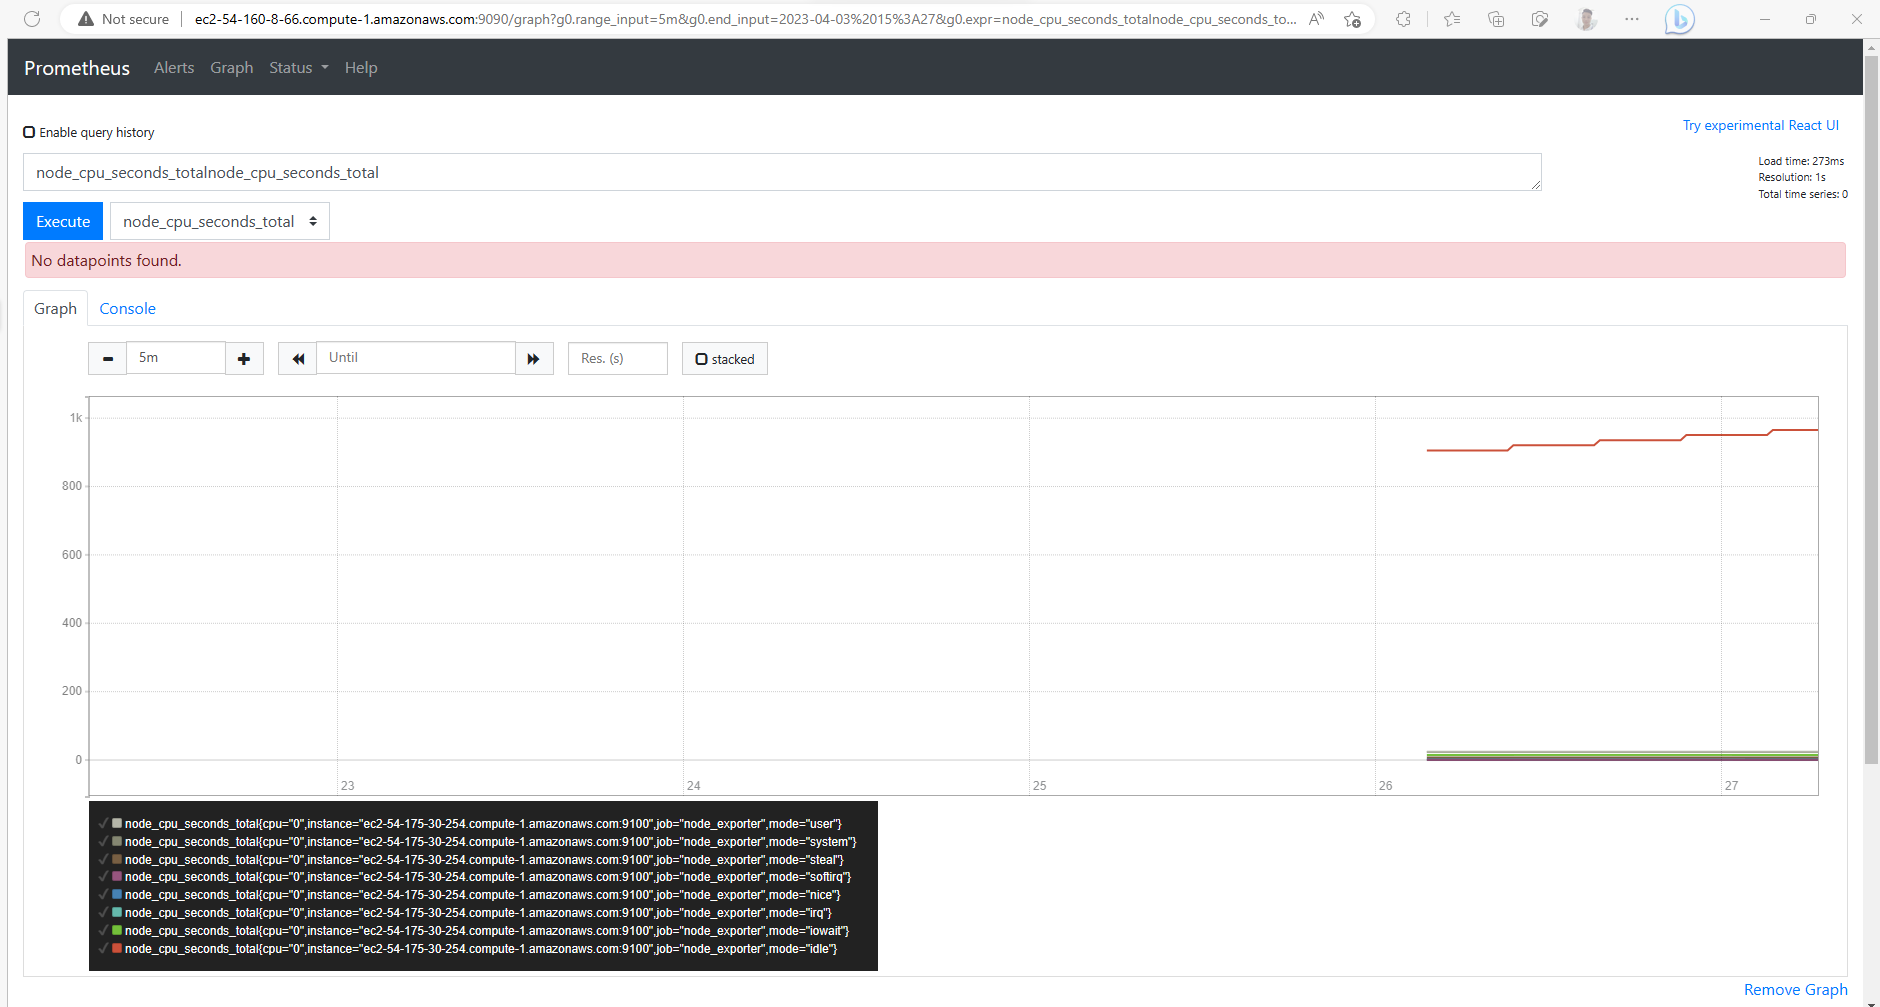 Not secure
ec2-54-160-8-66.compute-1.amazonaws.com:9090/graph?g0.range_input=5m&g0.end_input=2023-04-03%2015%3A27&g0.expr=node_cpu_seconds_totalnode_cpu_seconds_to...
Prometheus Alerts Graph Status Help
Enable query history
Try experimental React UI
node_cpu_seconds_totalnode_cpu_seconds_total
Load time: 273ms
Resolution: 1s
Total time series: 0
Execute
node_cpu_seconds_total
No datapoints found.
Graph Console
5m
Until
Res. (s)
stacked
1k
800
600
400
200
0
23 24 25 26 27
node_cpu_seconds_total{cpu="0",instance="ec2-54-175-30-254.compute-1.amazonaws.com:9100",job="node_exporter",mode="user"}
node_cpu_seconds_total{cpu="0",instance="ec2-54-175-30-254.compute-1.amazonaws.com:9100",job="node_exporter",mode="system"}
node_cpu_seconds_total{cpu="0",instance="ec2-54-175-30-254.compute-1.amazonaws.com:9100",job="node_exporter",mode="steal"}
node_cpu_seconds_total{cpu="0",instance="ec2-54-175-30-254.compute-1.amazonaws.com:9100",job="node_exporter",mode="softirq"}
node_cpu_seconds_total{cpu="0",instance="ec2-54-175-30-254.compute-1.amazonaws.com:9100",job="node_exporter",mode="nice"}
node_cpu_seconds_total{cpu="0",instance="ec2-54-175-30-254.compute-1.amazonaws.com:9100",job="node_exporter",mode="irq"}
node_cpu_seconds_total{cpu="0",instance="ec2-54-175-30-254.compute-1.amazonaws.com:9100",job="node_exporter",mode="iowait"}
node_cpu_seconds_total{cpu="0",instance="ec2-54-175-30-254.compute-1.amazonaws.com:9100",job="node_exporter",mode="idle"}
Remove Graph